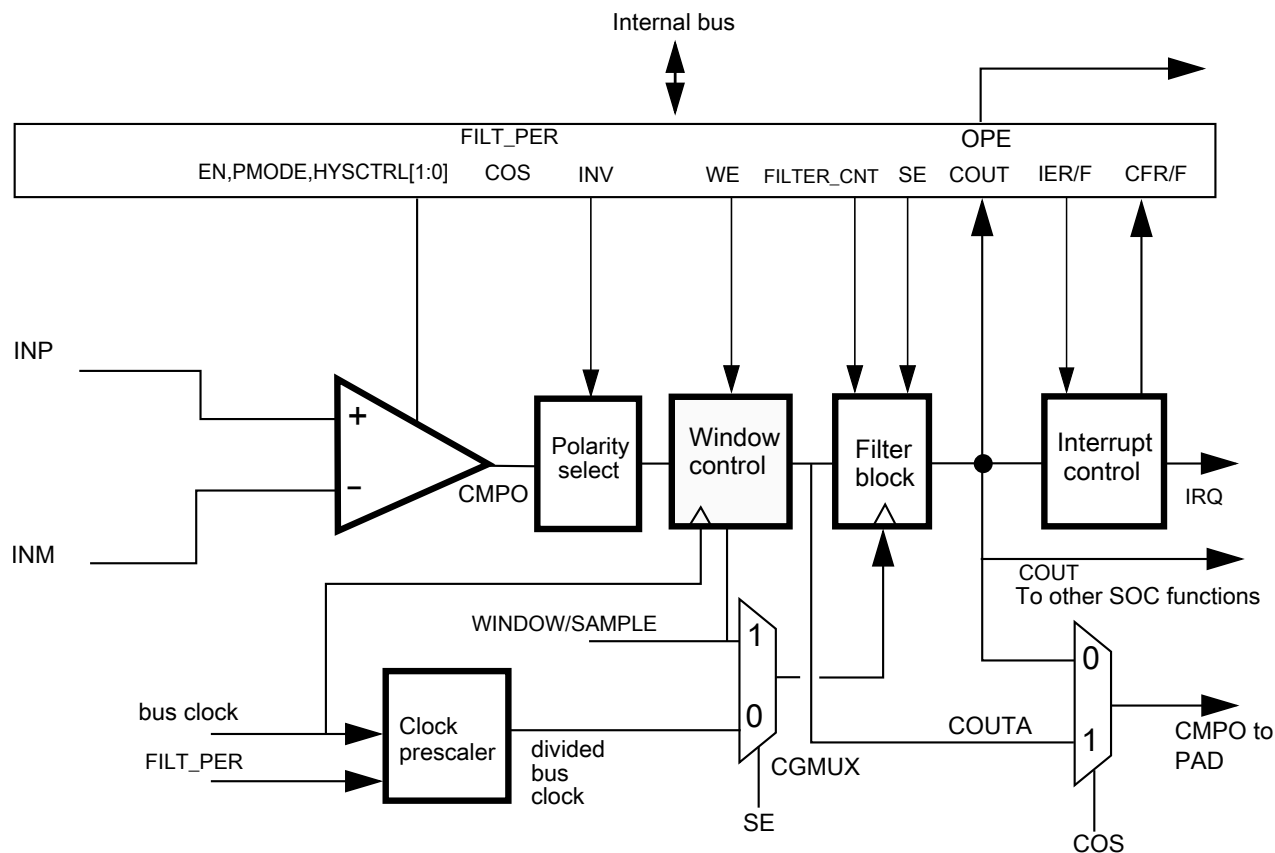 Internal bus
FILT_PER
OPE
EN,PMODE,HYSCTRL[1:0]
COS
INV
WE
FILTER_CNT
SE
COUT
IER/F
CFR/F
INP
+
−
INM
CMPO
Polarity
select
Window
control
Filter
block
Interrupt
control
IRQ
COUT
To other SOC functions
WINDOW/SAMPLE
1
0
CGMUX
SE
bus clock
FILT_PER
Clock
prescaler
divided
bus
clock
COUTA
0
1
CMPO to
PAD
COS